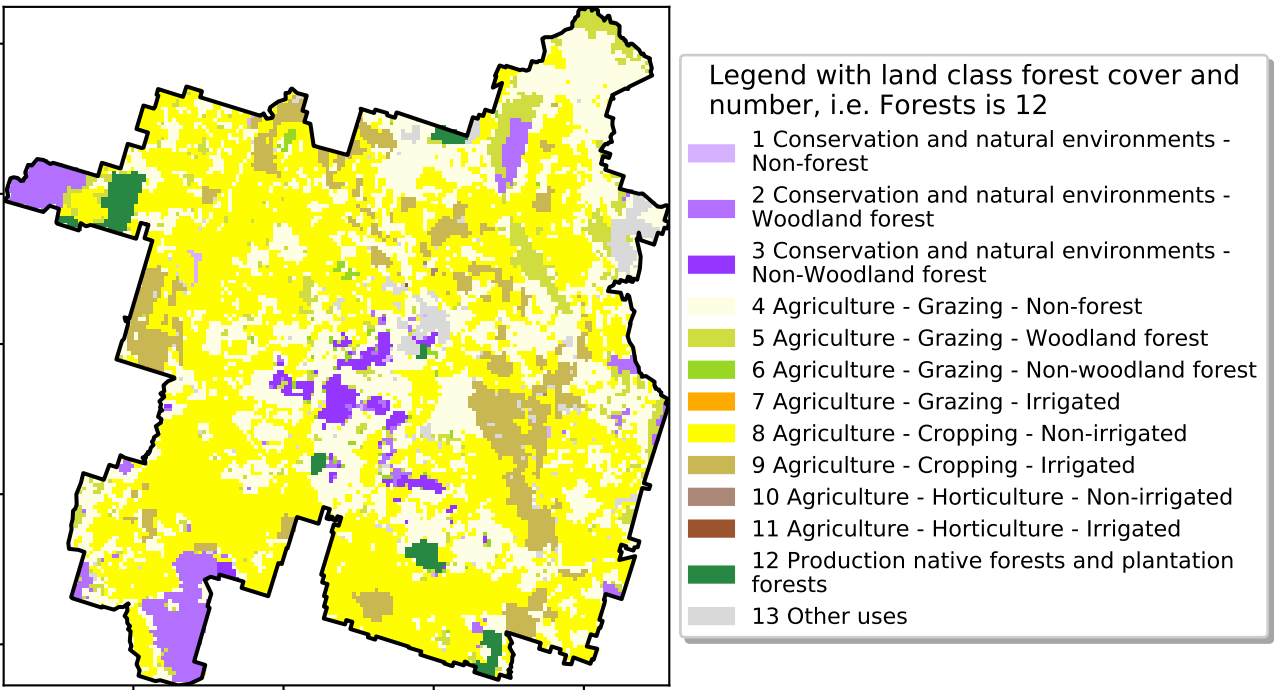 Legend with land class forest cover and
number, i.e. Forests is 12
1 Conservation and natural environments -
Non-forest
2 Conservation and natural environments -
Woodland forest
3 Conservation and natural environments -
Non-Woodland forest
4 Agriculture - Grazing - Non-forest
5 Agriculture - Grazing - Woodland forest
6 Agriculture - Grazing - Non-woodland forest
7 Agriculture - Grazing - Irrigated
8 Agriculture - Cropping - Non-irrigated
9 Agriculture - Cropping - Irrigated
10 Agriculture - Horticulture - Non-irrigated
11 Agriculture - Horticulture - Irrigated
12 Production native forests and plantation
forests
13 Other uses